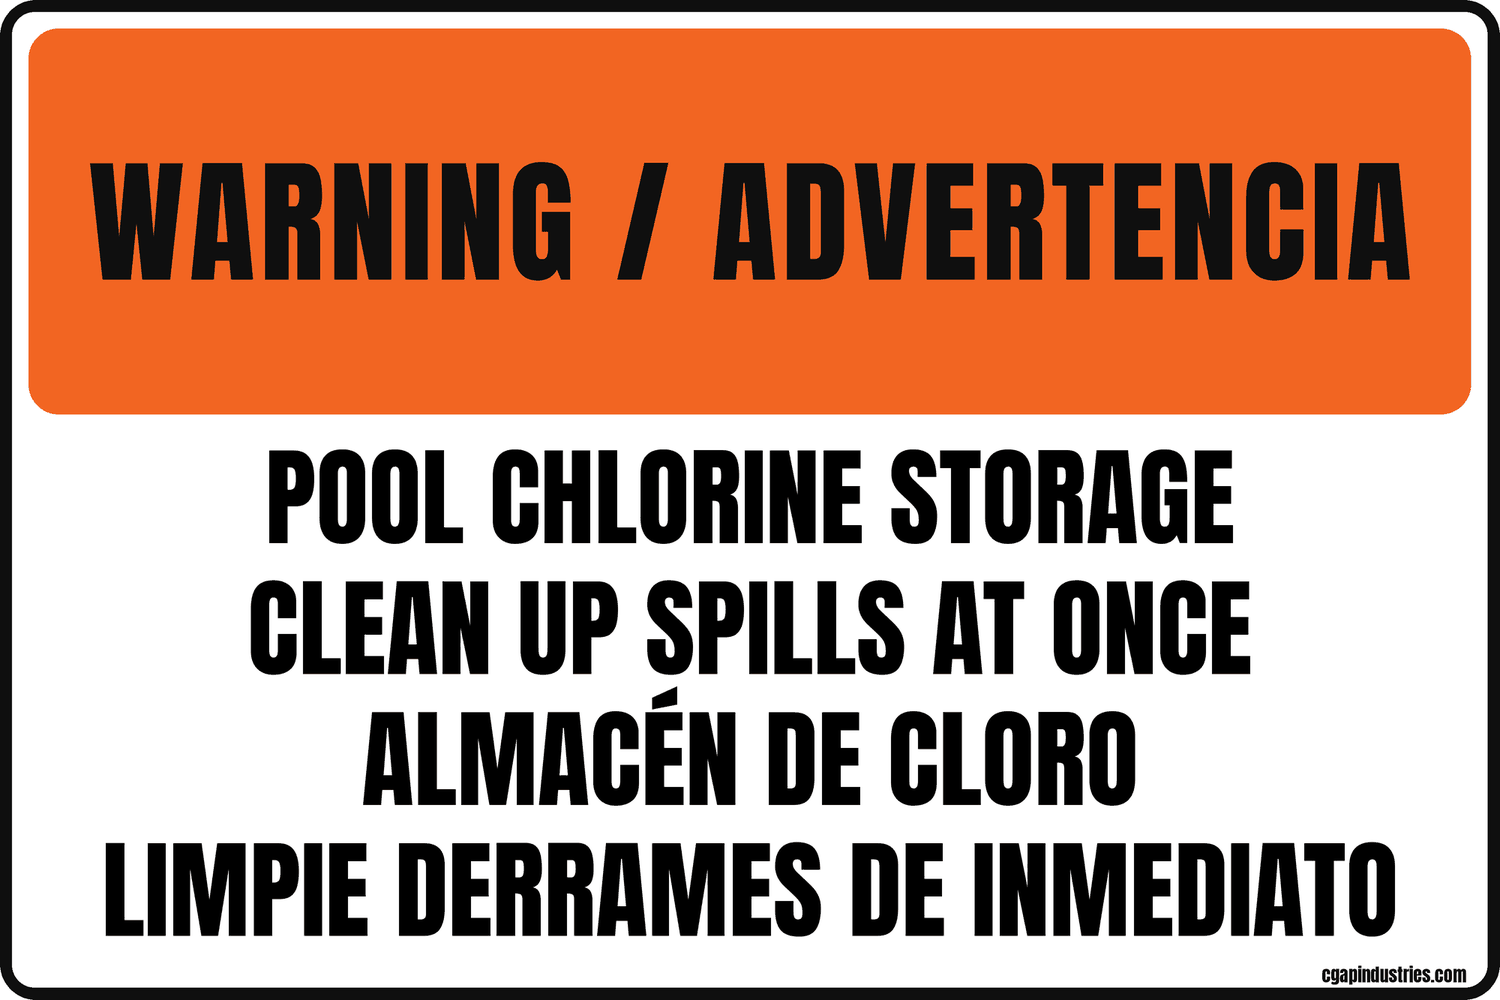 WARNING / ADVERTENCIA
POOL CHLORINE STORAGE
CLEAN UP SPILLS AT ONCE
ALMACÉN DE CLORO
LIMPIE DERRAMES DE INMEDIATO
cgapindustries.com